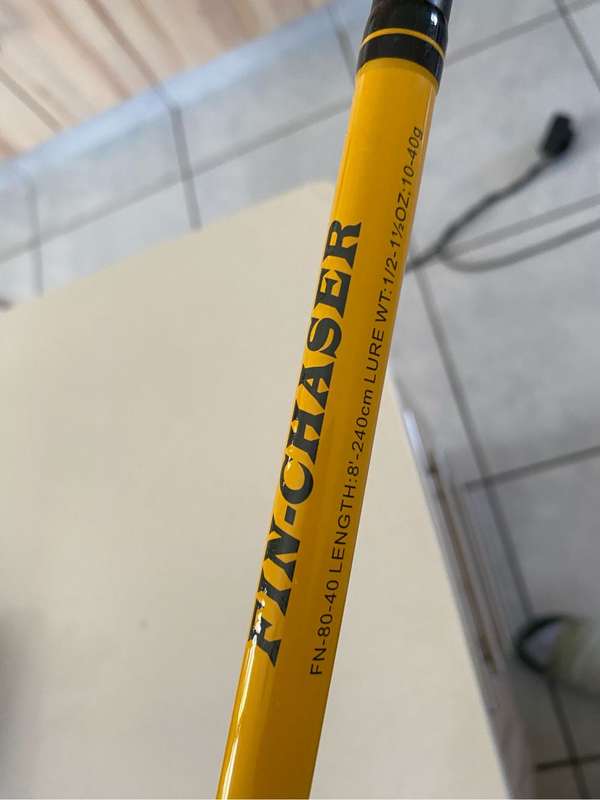 FIN-CHASER
FN-80-40 LENGTH:8'-240cm LURE WT:1/2-1½OZ:10-40g